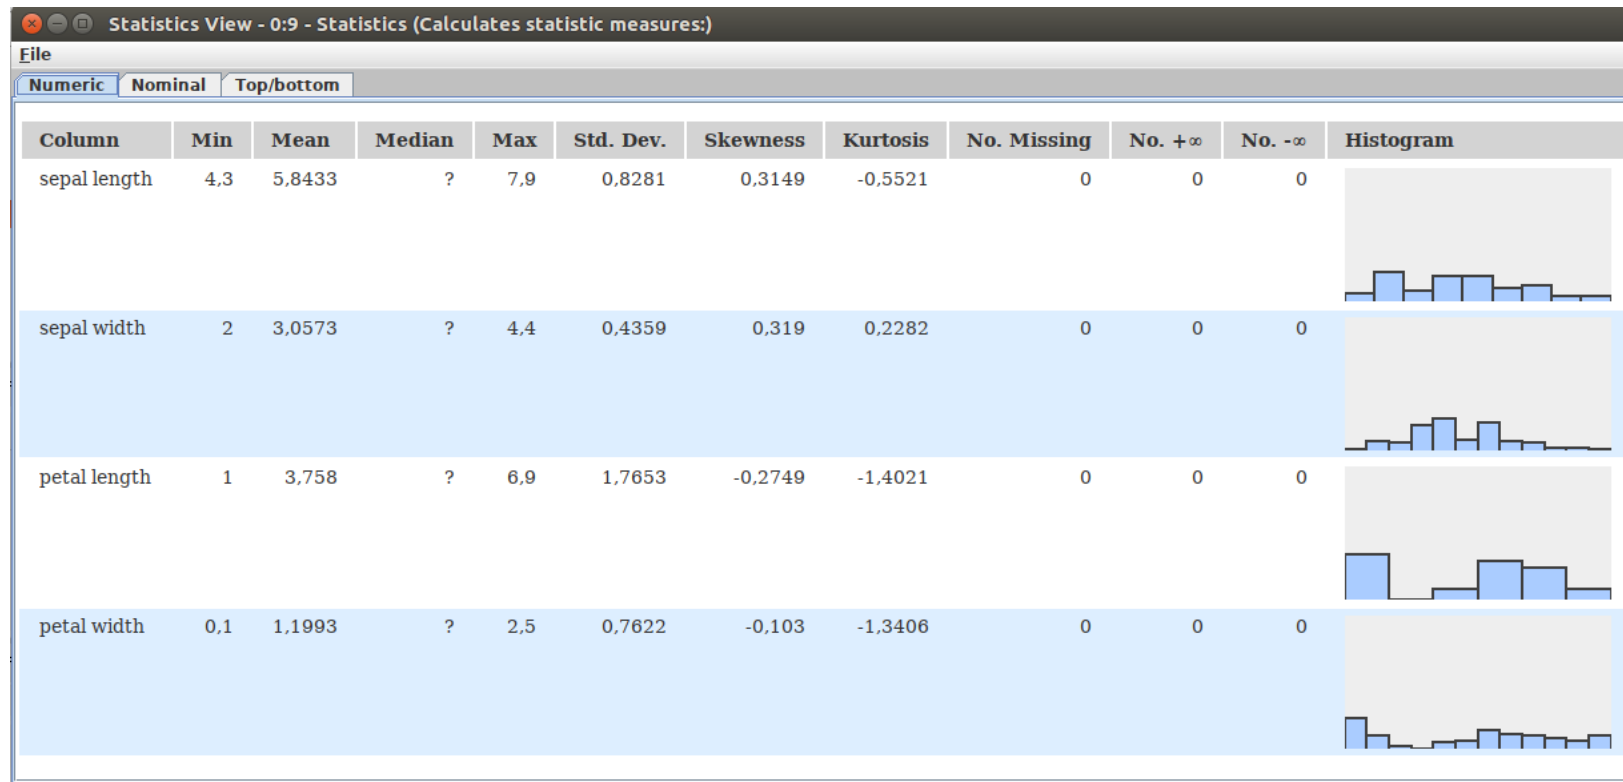 Statistics View - 0:9 - Statistics (Calculates statistic measures:)
File
Numeric Nominal Top/bottom
Column Min Mean Median Max Std. Dev. Skewness Kurtosis No. Missing No. +∞ No. -∞ Histogram
sepal length 4,3 5,8433 ? 7,9 0,8281 0,3149 -0,5521 0 0 0
sepal width 2 3,0573 ? 4,4 0,4359 0,319 0,2282 0 0 0
petal length 1 3,758 ? 6,9 1,7653 -0,2749 -1,4021 0 0 0
petal width 0,1 1,1993 ? 2,5 0,7622 -0,103 -1,3406 0 0 0